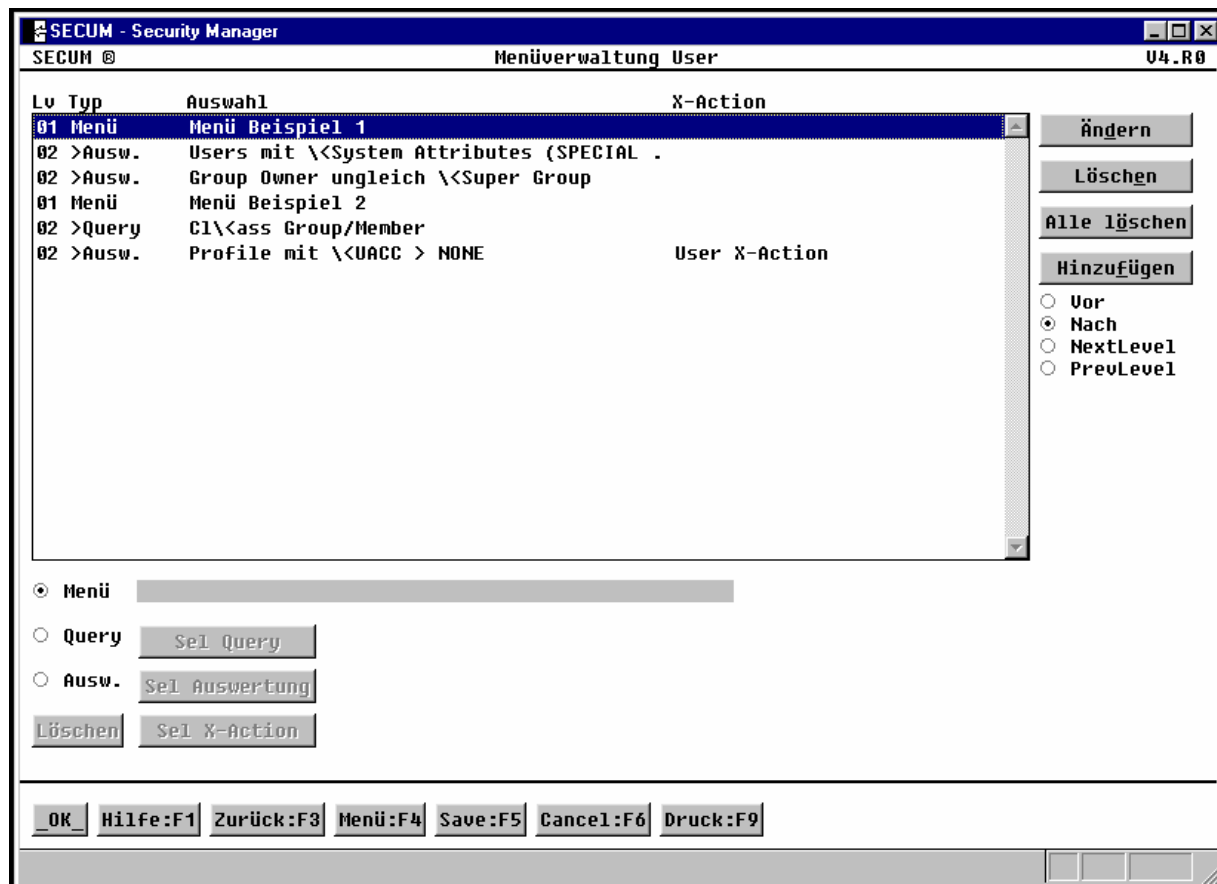 SECUM - Security Manager
SECUM ® Menüverwaltung User V4.R0
Lv Typ Auswahl X-Action
01 Menü Menü Beispiel 1
02 >Ausw. Users mit \<System Attributes (SPECIAL .
02 >Ausw. Group Owner ungleich \<Super Group
01 Menü Menü Beispiel 2
02 >Query Cl\<ass Group/Member
02 >Ausw. Profile mit \<UACC > NONE User X-Action
Ändern
Löschen
Alle löschen
Hinzufügen
Vor
Nach
NextLevel
PrevLevel
Menü
Query Sel Query
Ausw. Sel Auswertung
Löschen Sel X-Action
_OK_ Hilfe:F1 Zurück:F3 Menü:F4 Save:F5 Cancel:F6 Druck:F9